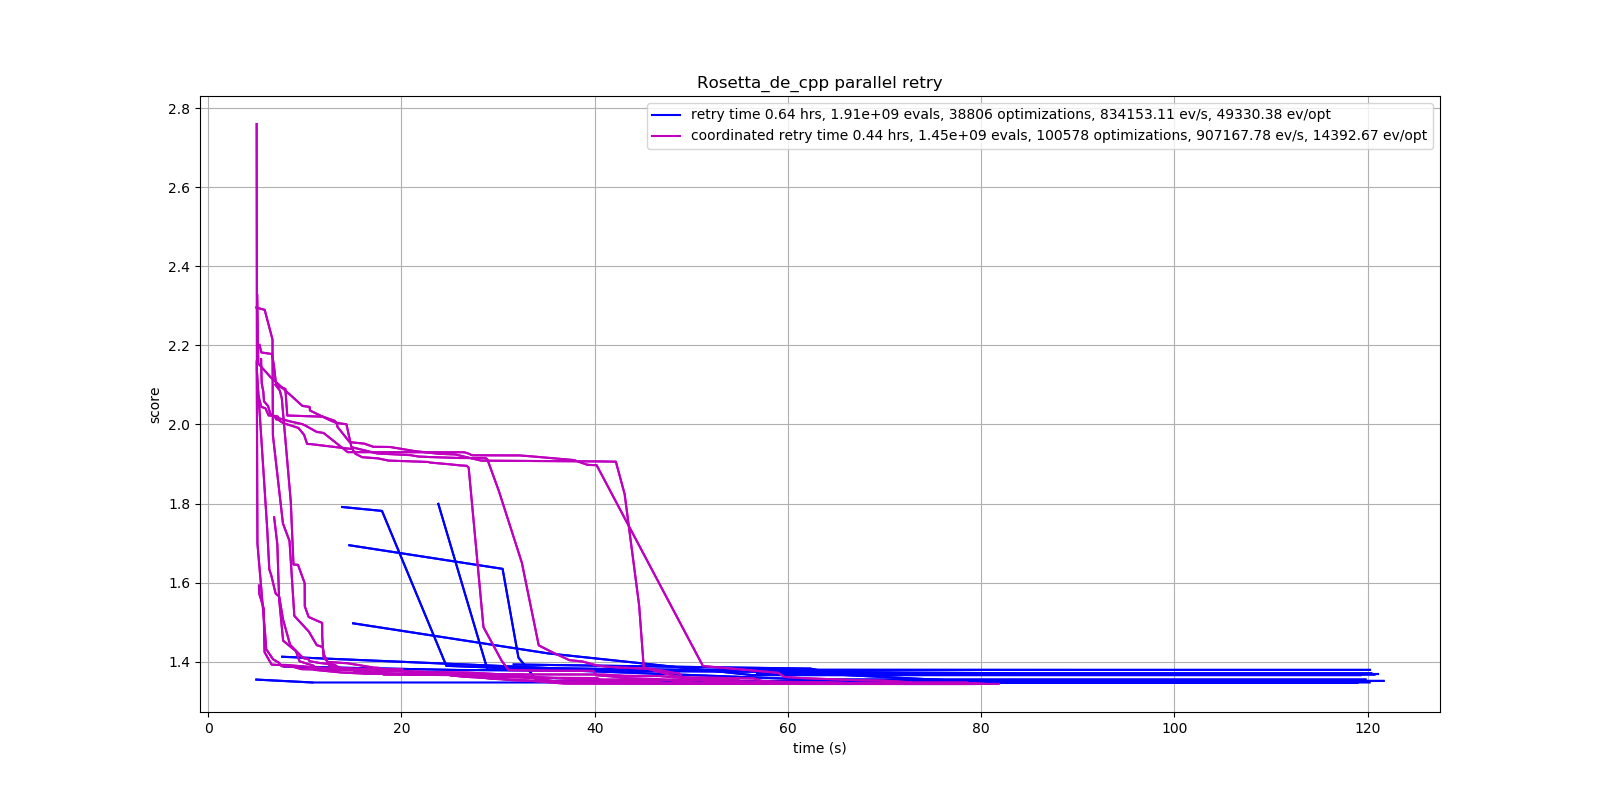 Rosetta_de_cpp parallel retry
retry time 0.64 hrs, 1.91e+09 evals, 38806 optimizations, 834153.11 ev/s, 49330.38 ev/opt
coordinated retry time 0.44 hrs, 1.45e+09 evals, 100578 optimizations, 907167.78 ev/s, 14392.67 ev/opt
2.8
2.6
2.4
2.2
2.0
1.8
1.6
1.4
score
0 20 40 60 80 100 120
time (s)